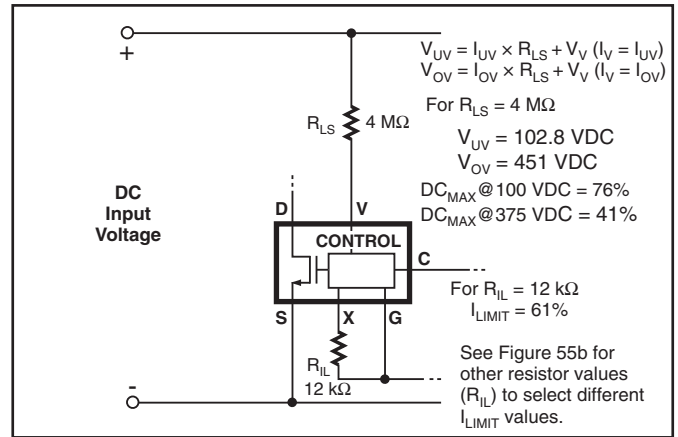 +
V_UV = I_UV × R_LS + V_V (I_V = I_UV)
V_OV = I_OV × R_LS + V_V (I_V = I_OV)
For R_LS = 4 MΩ
R_LS 4 MΩ
V_UV = 102.8 VDC
V_OV = 451 VDC
DC_MAX@100 VDC = 76%
DC_MAX@375 VDC = 41%
DC
Input
Voltage
D V
CONTROL
C
For R_IL = 12 kΩ
I_LIMIT = 61%
S X G
R_IL
12 kΩ
See Figure 55b for
other resistor values
(R_IL) to select different
I_LIMIT values.
-